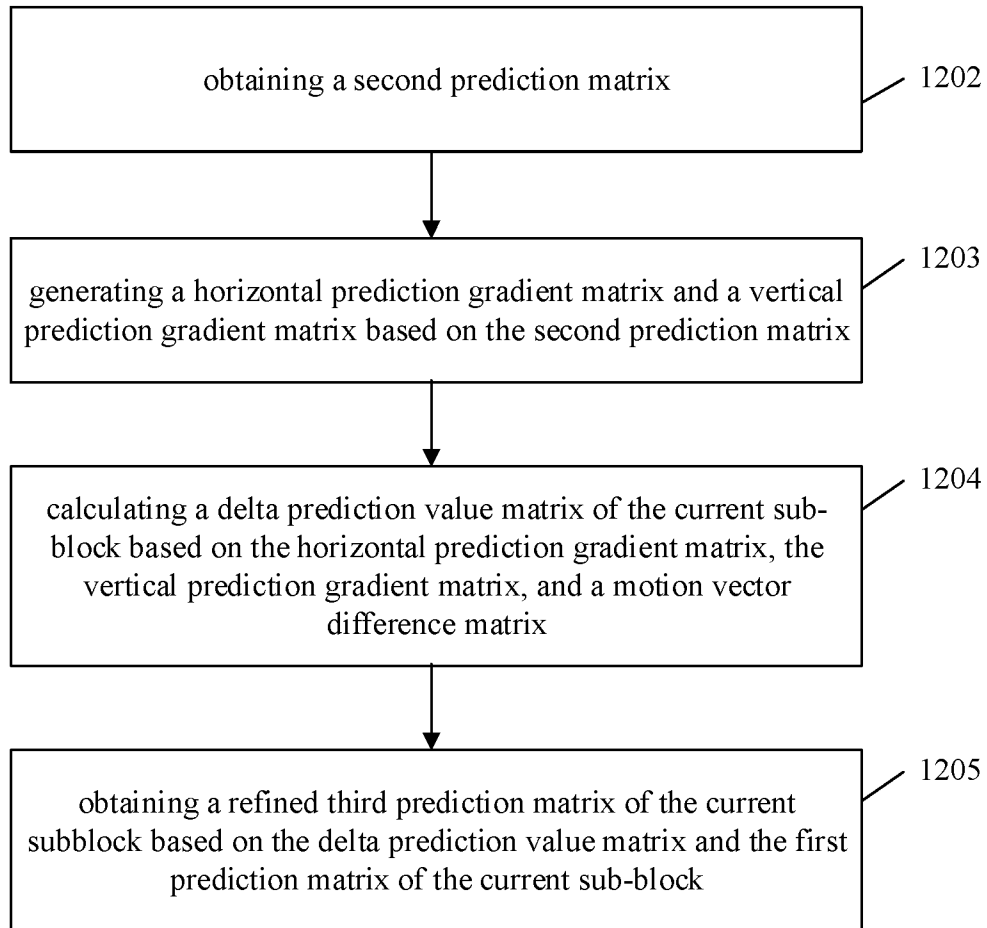 obtaining a second prediction matrix
1202
generating a horizontal prediction gradient matrix and a vertical
prediction gradient matrix based on the second prediction matrix
1203
calculating a delta prediction value matrix of the current sub-
block based on the horizontal prediction gradient matrix, the
vertical prediction gradient matrix, and a motion vector
difference matrix
1204
obtaining a refined third prediction matrix of the current
subblock based on the delta prediction value matrix and the first
prediction matrix of the current sub-block
1205